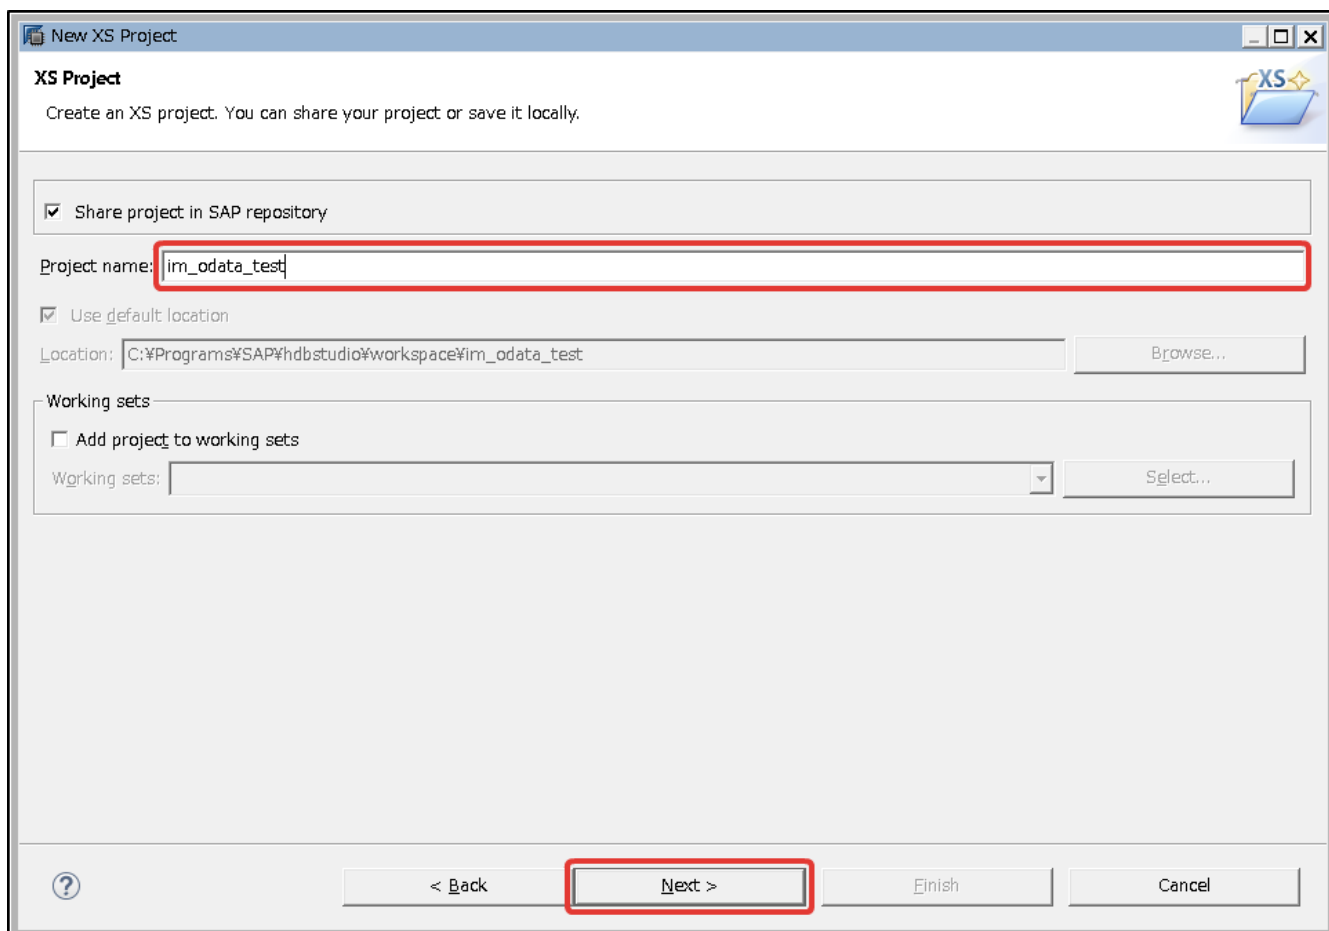 New XS Project
XS Project
Create an XS project. You can share your project or save it locally.
XS
Share project in SAP repository
Project name: im_odata_test
Use default location
Location: C:¥Programs¥SAP¥hdbstudio¥workspace¥im_odata_test Browse...
Working sets
Add project to working sets
Working sets: Select...
? < Back Next > Finish Cancel